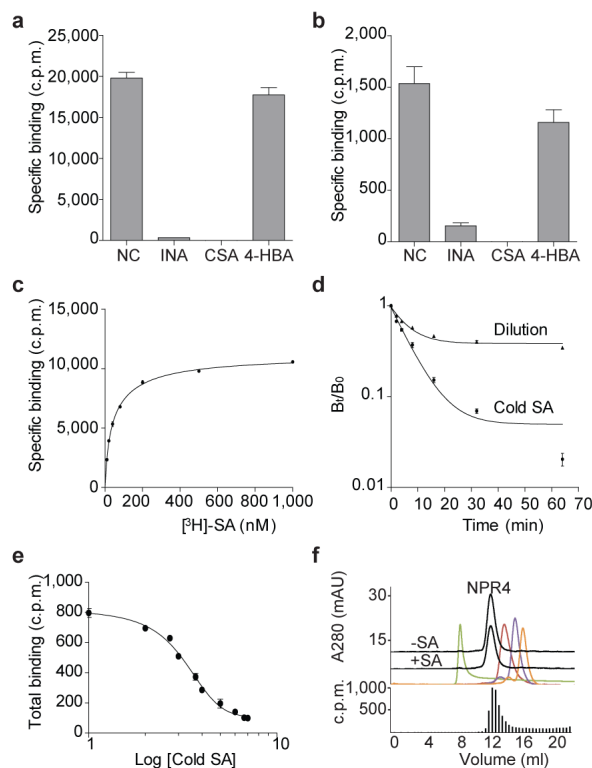 a
Specific binding (c.p.m.)
25,000
20,000
15,000
10,000
5,000
0
NC INA CSA 4-HBA
b
Specific binding (c.p.m.)
2,000
1,500
1,000
500
0
NC INA CSA 4-HBA
c
Specific binding (c.p.m.)
15,000
10,000
5,000
0
0 200 400 600 800 1,000
[³H]-SA (nM)
d
Bt/B0
1
0.1
0.01
Dilution
Cold SA
0 10 20 30 40 50 60 70
Time (min)
e
Total binding (c.p.m.)
1,000
800
600
400
200
0
1 10
Log [Cold SA]
f
NPR4
A280 (mAU)
30
15
-SA
+SA
c.p.m.
1,000
500
0 4 8 12 16 20
Volume (ml)